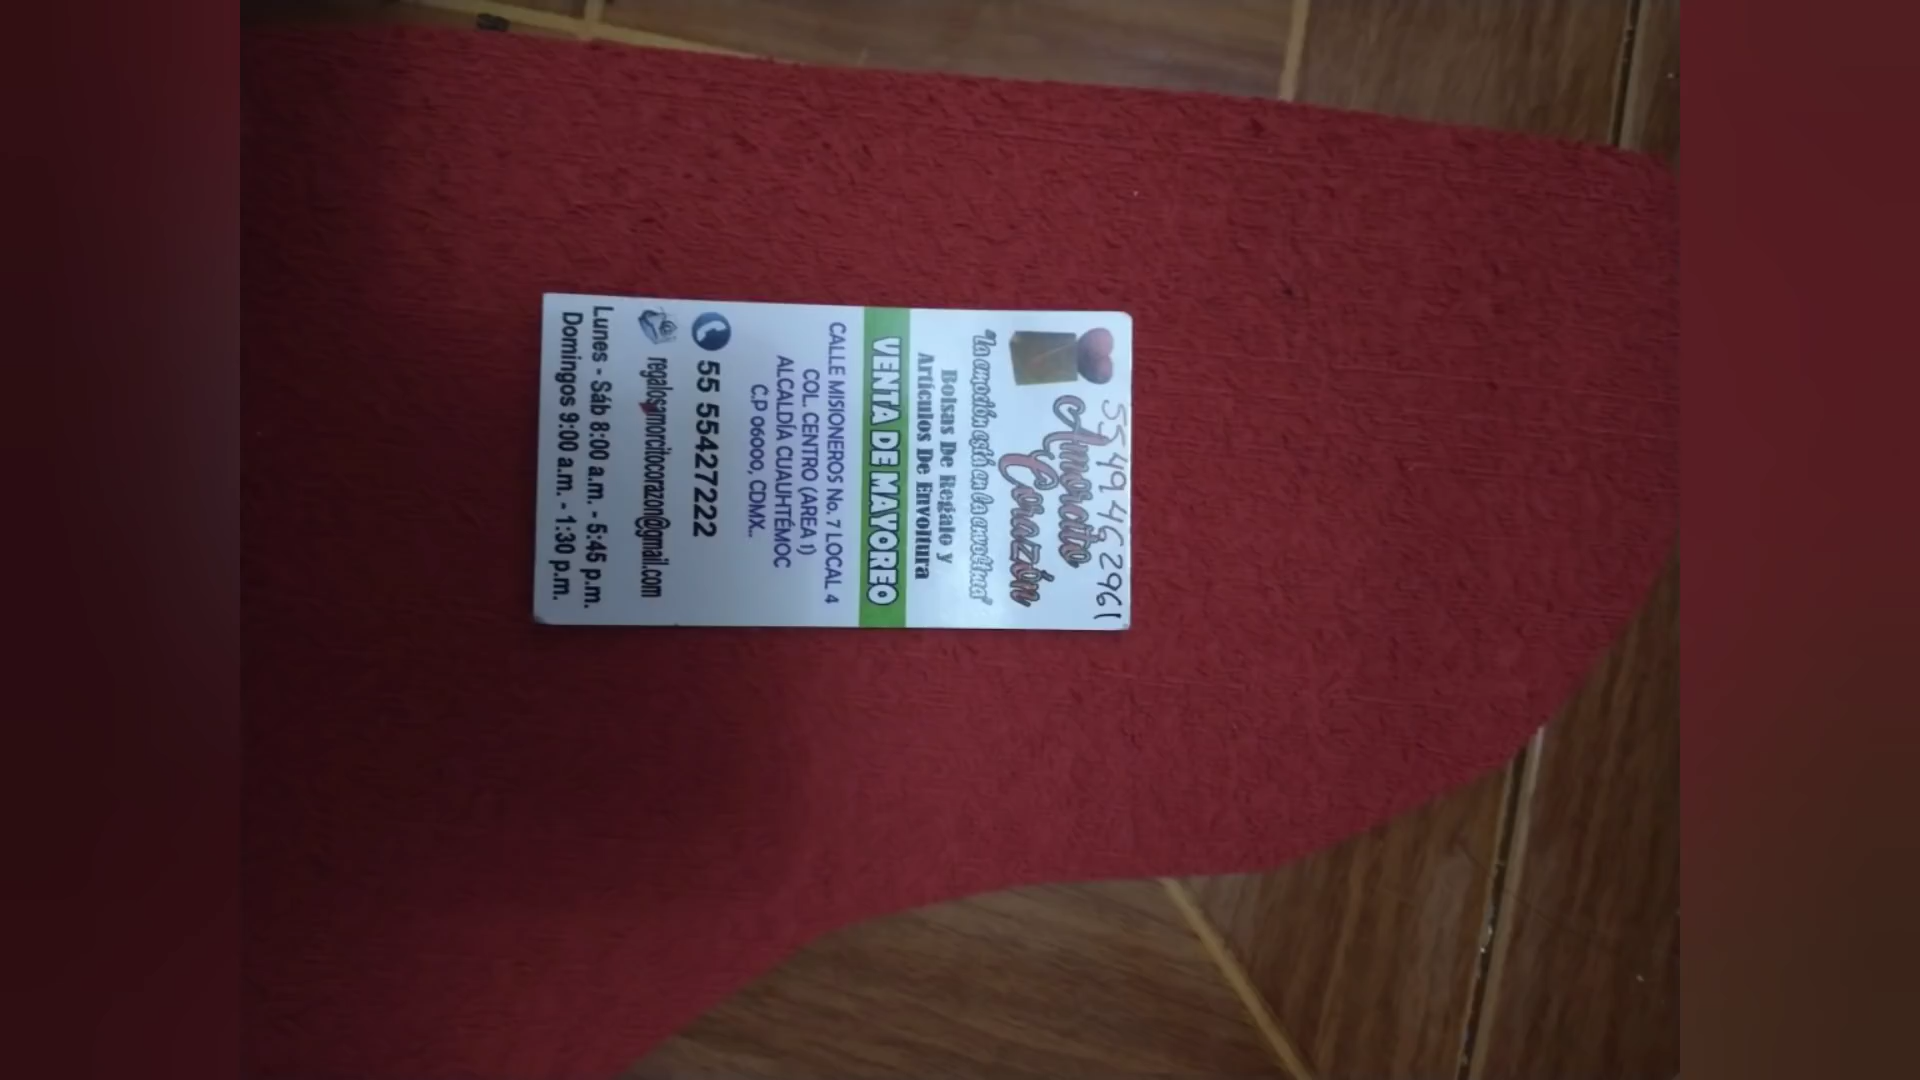 5549462961
Amorcito
Corazón
"La emoción está en la envoltura"
Bolsas De Regalo y
Artículos De Envoltura
VENTA DE MAYOREO
CALLE MISIONEROS No. 7 LOCAL 4
COL. CENTRO (AREA 1)
ALCALDÍA CUAUHTÉMOC
C.P 06000, CDMX..
55 55427222
regalosamorcitocorazon@gmail.com
Lunes - Sáb 8:00 a.m. - 5:45 p.m.
Domingos 9:00 a.m. - 1:30 p.m.